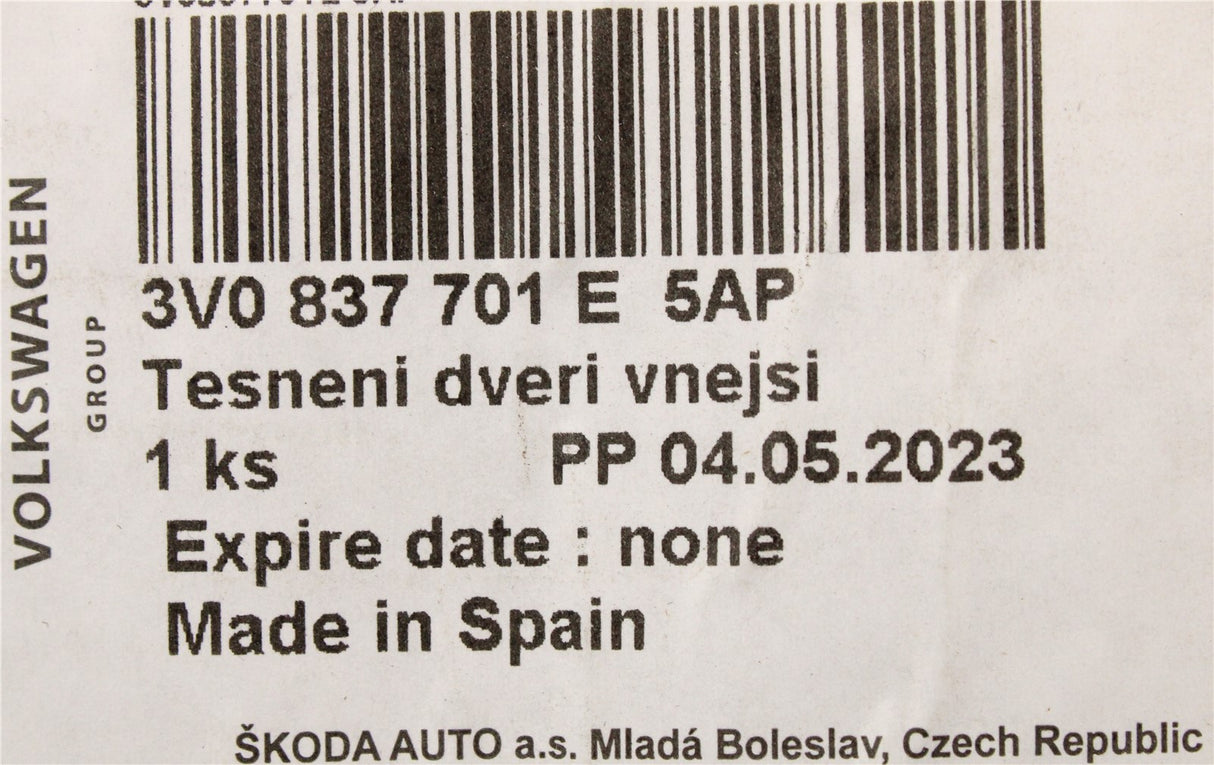 3V0 837 701 E 5AP
Tesneni dveri vnejsi
1 ks PP 04.05.2023
Expire date : none
Made in Spain
ŠKODA AUTO a.s. Mladá Boleslav, Czech Republic
VOLKSWAGEN
GROUP